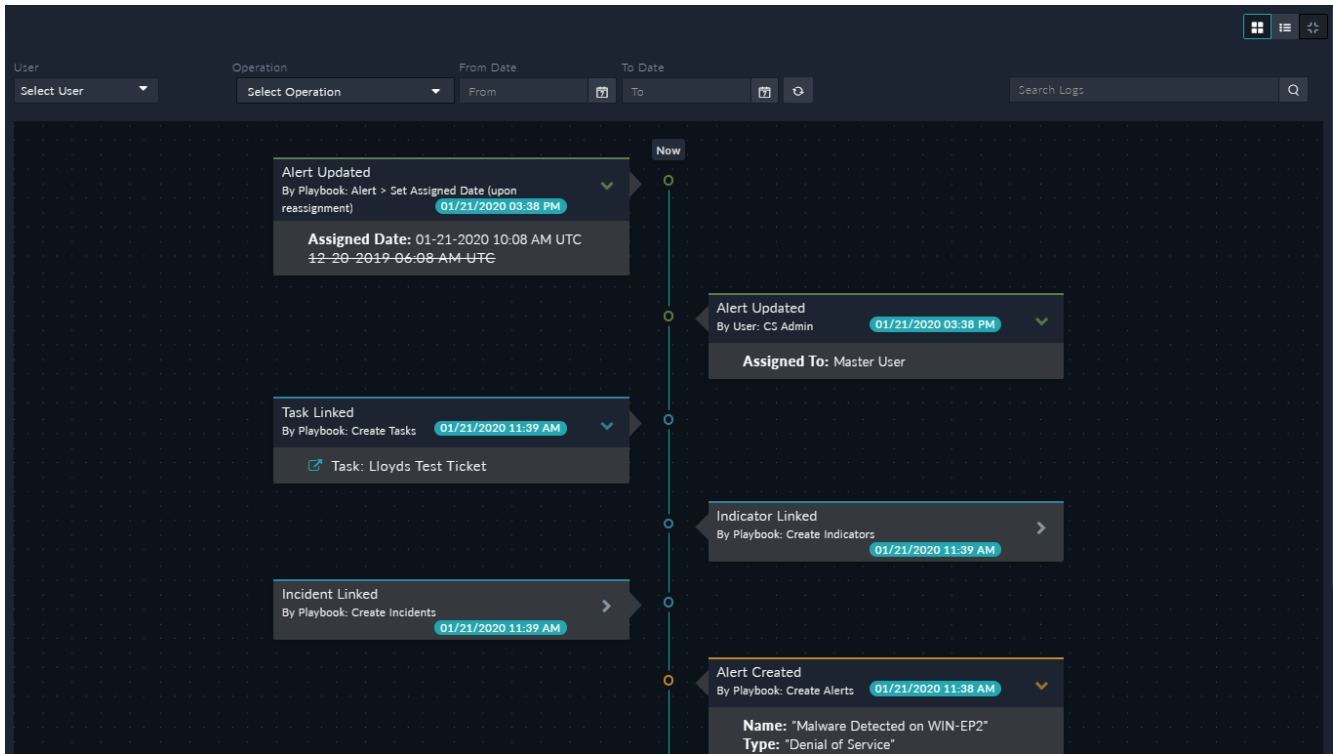 User
Operation
From Date
To Date
Select User
Select Operation
From
To
Search Logs
Now
Alert Updated
By Playbook: Alert > Set Assigned Date (upon
reassignment)
01/21/2020 03:38 PM
Assigned Date: 01-21-2020 10:08 AM UTC
12-20-2019 06:08 AM UTC
Alert Updated
By User: CS Admin
01/21/2020 03:38 PM
Assigned To: Master User
Task Linked
By Playbook: Create Tasks
01/21/2020 11:39 AM
Task: Lloyds Test Ticket
Indicator Linked
By Playbook: Create Indicators
01/21/2020 11:39 AM
Incident Linked
By Playbook: Create Incidents
01/21/2020 11:39 AM
Alert Created
By Playbook: Create Alerts
01/21/2020 11:38 AM
Name: "Malware Detected on WIN-EP2"
Type: "Denial of Service"